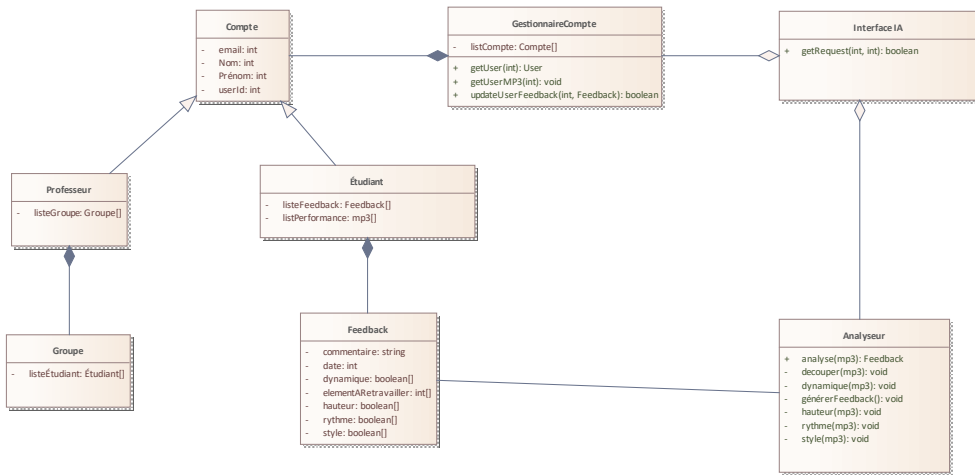 Compte
- email: int
- Nom: int
- Prénom: int
- userId: int
GestionnaireCompte
- listCompte: Compte[]
+ getUser(int): User
+ getUserMP3(int): void
+ updateUserFeedback(int, Feedback): boolean
Interface IA
+ getRequest(int, int): boolean
Professeur
- listeGroupe: Groupe[]
Étudiant
- listeFeedback: Feedback[]
- listPerformance: mp3[]
Groupe
- listeÉtudiant: Étudiant[]
Feedback
- commentaire: string
- date: int
- dynamique: boolean[]
- elementARetravailler: int[]
- hauteur: boolean[]
- rythme: boolean[]
- style: boolean[]
Analyseur
+ analyse(mp3): Feedback
- decouper(mp3): void
- dynamique(mp3): void
- générerFeedback(): void
- hauteur(mp3): void
- rythme(mp3): void
- style(mp3): void